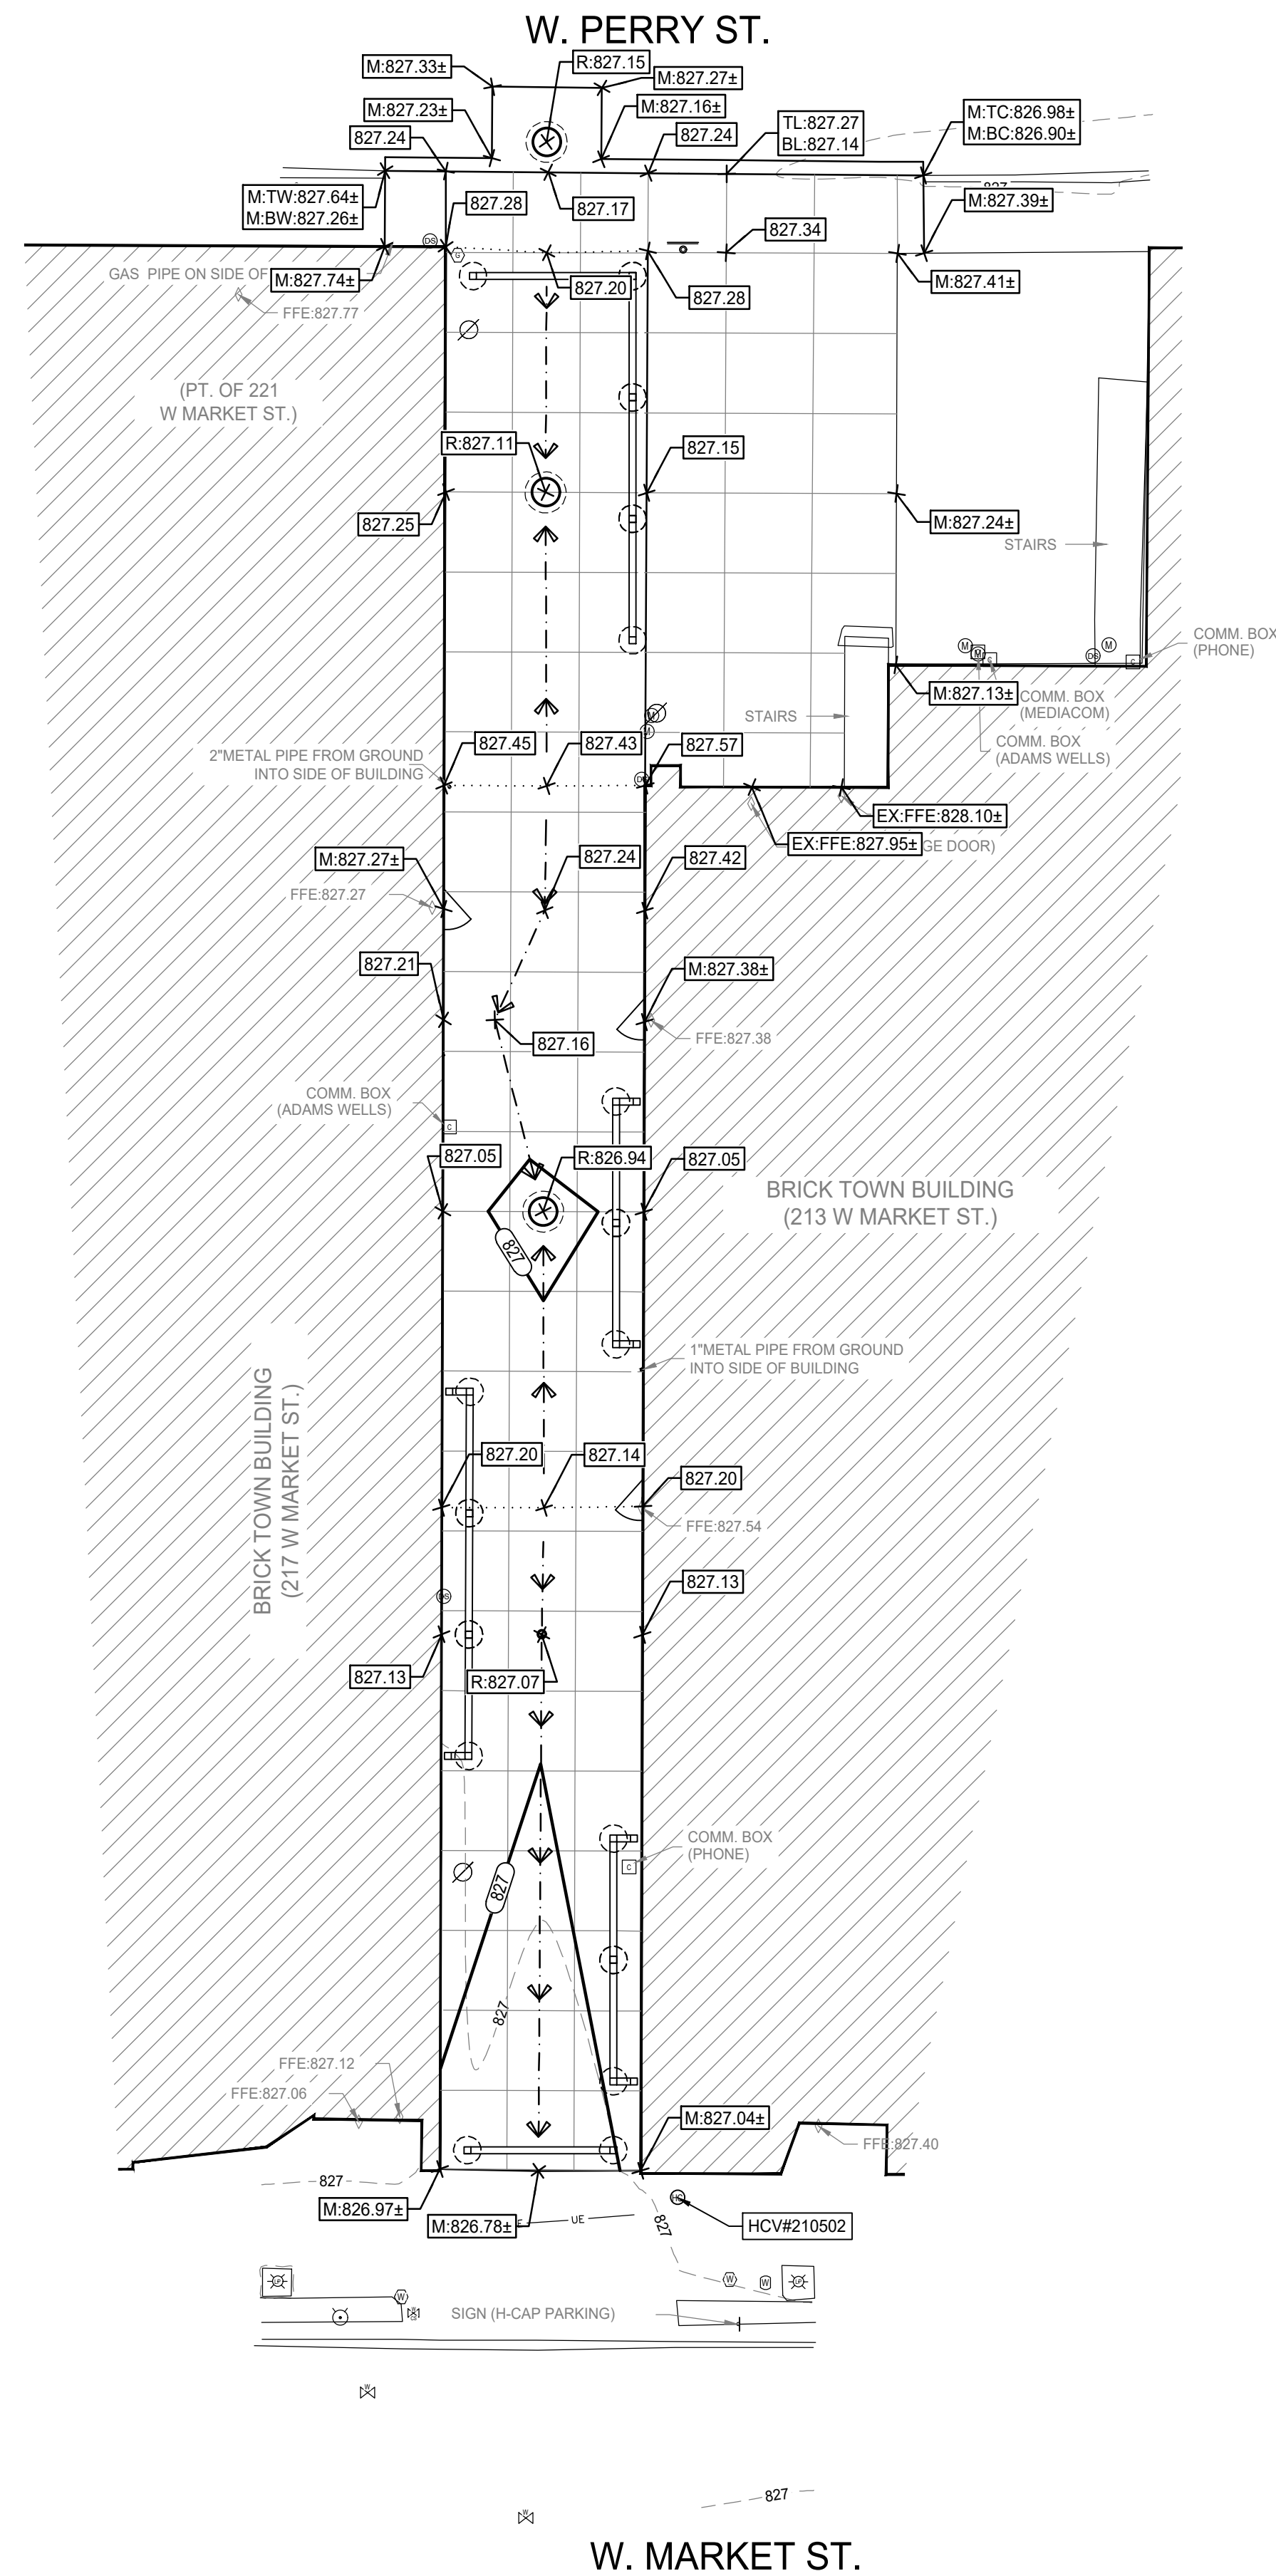 W. PERRY ST.
R:827.15
M:827.33±
M:827.27±
M:827.23±
M:827.16±
827.24
827.24
TL:827.27
BL:827.14
M:TC:826.98±
M:BC:826.90±
827
M:TW:827.64±
M:BW:827.26±
827.28
827.17
M:827.39±
827.34
DS
G
GAS PIPE ON SIDE OF
M:827.74±
827.20
827.28
M:827.41±
FFE:827.77
(PT. OF 221
W MARKET ST.)
R:827.11
827.15
827.25
M:827.24±
STAIRS
COMM. BOX
(PHONE)
M
M
DS
M
C
C
M:827.13±
COMM. BOX
(MEDIACOM)
STAIRS
M
M
COMM. BOX
(ADAMS WELLS)
2"METAL PIPE FROM GROUND
INTO SIDE OF BUILDING
827.45
827.43
827.57
DS
EX:FFE:828.10±
EX:FFE:827.95±
GE DOOR)
M:827.27±
827.24
827.42
FFE:827.27
827.21
M:827.38±
827.16
FFE:827.38
COMM. BOX
(ADAMS WELLS)
C
827.05
R:826.94
827.05
BRICK TOWN BUILDING
(213 W MARKET ST.)
827
1"METAL PIPE FROM GROUND
INTO SIDE OF BUILDING
BRICK TOWN BUILDING
(217 W MARKET ST.)
827.20
827.14
827.20
FFE:827.54
DS
827.13
827.13
R:827.07
COMM. BOX
(PHONE)
C
827
827
FFE:827.12
FFE:827.06
M:827.04±
FFE:827.40
827
M:826.97±
M:826.78±
UE
827
HC
HCV#210502
LP
W
W
LP
W
W
SIGN (H-CAP PARKING)
W
827
W
W. MARKET ST.